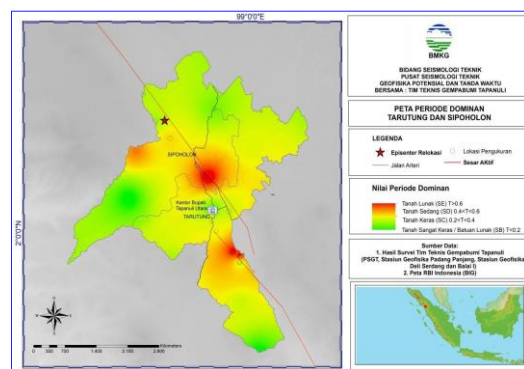 99°0'0"E
2°0'0"N
SIPOHOLON
Kantor Bupati
Tapanuli Utara
TARUTUNG
Kilometers
BMKG
BIDANG SEISMOLOGI TEKNIK
PUSAT SEISMOLOGI TEKNIK
GEOFISIKA POTENSIAL DAN TANDA WAKTU
BERSAMA : TIM TEKNIS GEMPABUMI TAPANULI
PETA PERIODE DOMINAN
TARUTUNG DAN SIPOHOLON
LEGENDA
Episenter Relokasi
Lokasi Pengukuran
Jalan Arteri
Sesar Aktif
Nilai Periode Dominan
Tanah Lunak (SE) T>0.6
Tanah Sedang (SD) 0.4<T<0.6
Tanah Keras (SC) 0.2<T<0.4
Tanah Sangat Keras / Batuan Lunak (SB) T<0.2
Sumber Data:
1. Hasil Survei Tim Teknis Gempabumi Tapanuli
(PSGT, Stasiun Geofisika Padang Panjang, Stasiun Geofisika
Deli Serdang dan Balai I)
2. Peta RBI Indonesia (BIG)